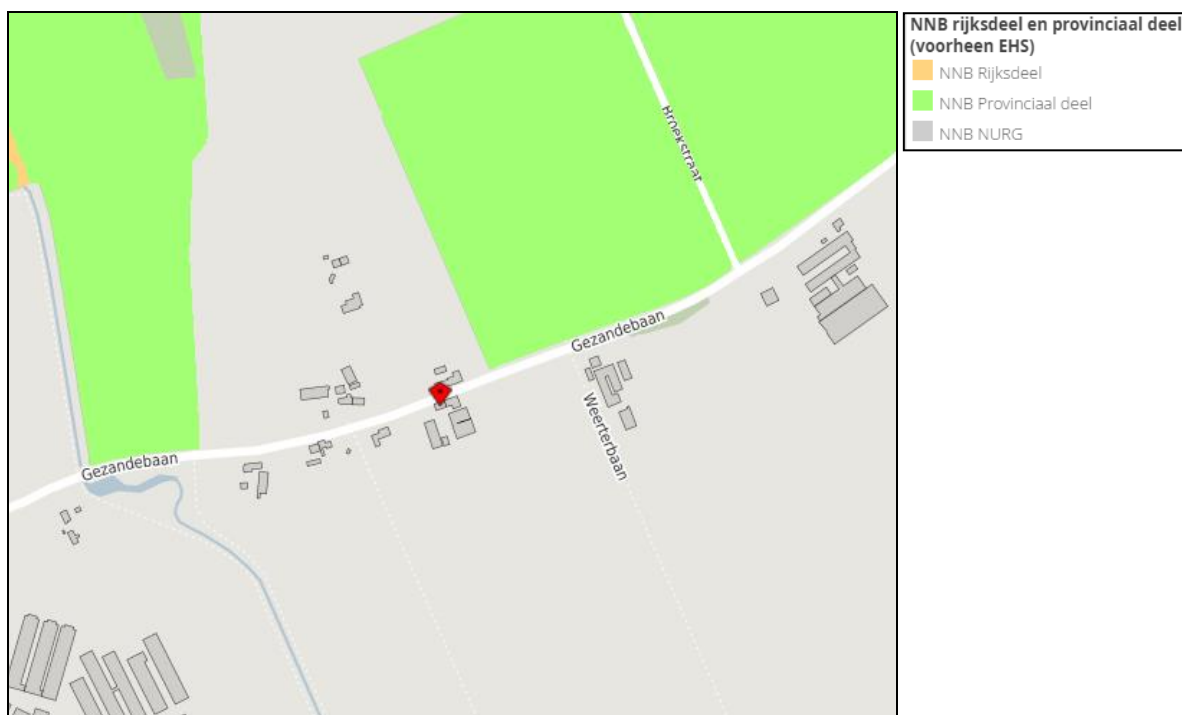 NNB rijksdeel en provinciaal deel
(voorheen EHS)
NNB Rijksdeel
NNB Provinciaal deel
NNB NURG
Broekstraat
Gezandebaan
Weerterbaan
Gezandebaan